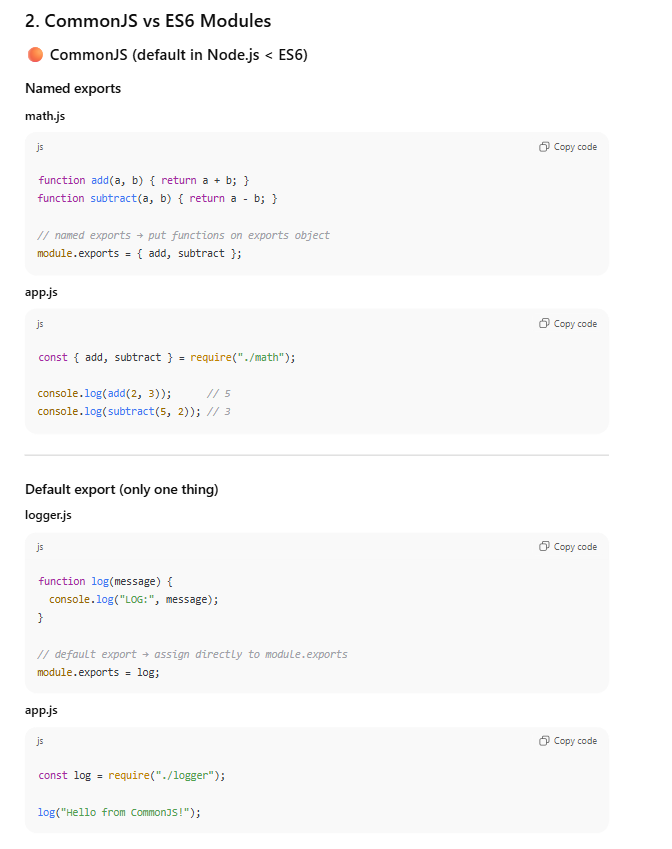 2. CommonJS vs ES6 Modules
CommonJS (default in Node.js < ES6)
Named exports
math.js
js
Copy code
function add(a, b) { return a + b; }
function subtract(a, b) { return a - b; }
// named exports → put functions on exports object
module.exports = { add, subtract };
app.js
js
Copy code
const { add, subtract } = require("./math");
console.log(add(2, 3));      // 5
console.log(subtract(5, 2)); // 3
Default export (only one thing)
logger.js
js
Copy code
function log(message) {
  console.log("LOG:", message);
}
// default export → assign directly to module.exports
module.exports = log;
app.js
js
Copy code
const log = require("./logger");
log("Hello from CommonJS!");